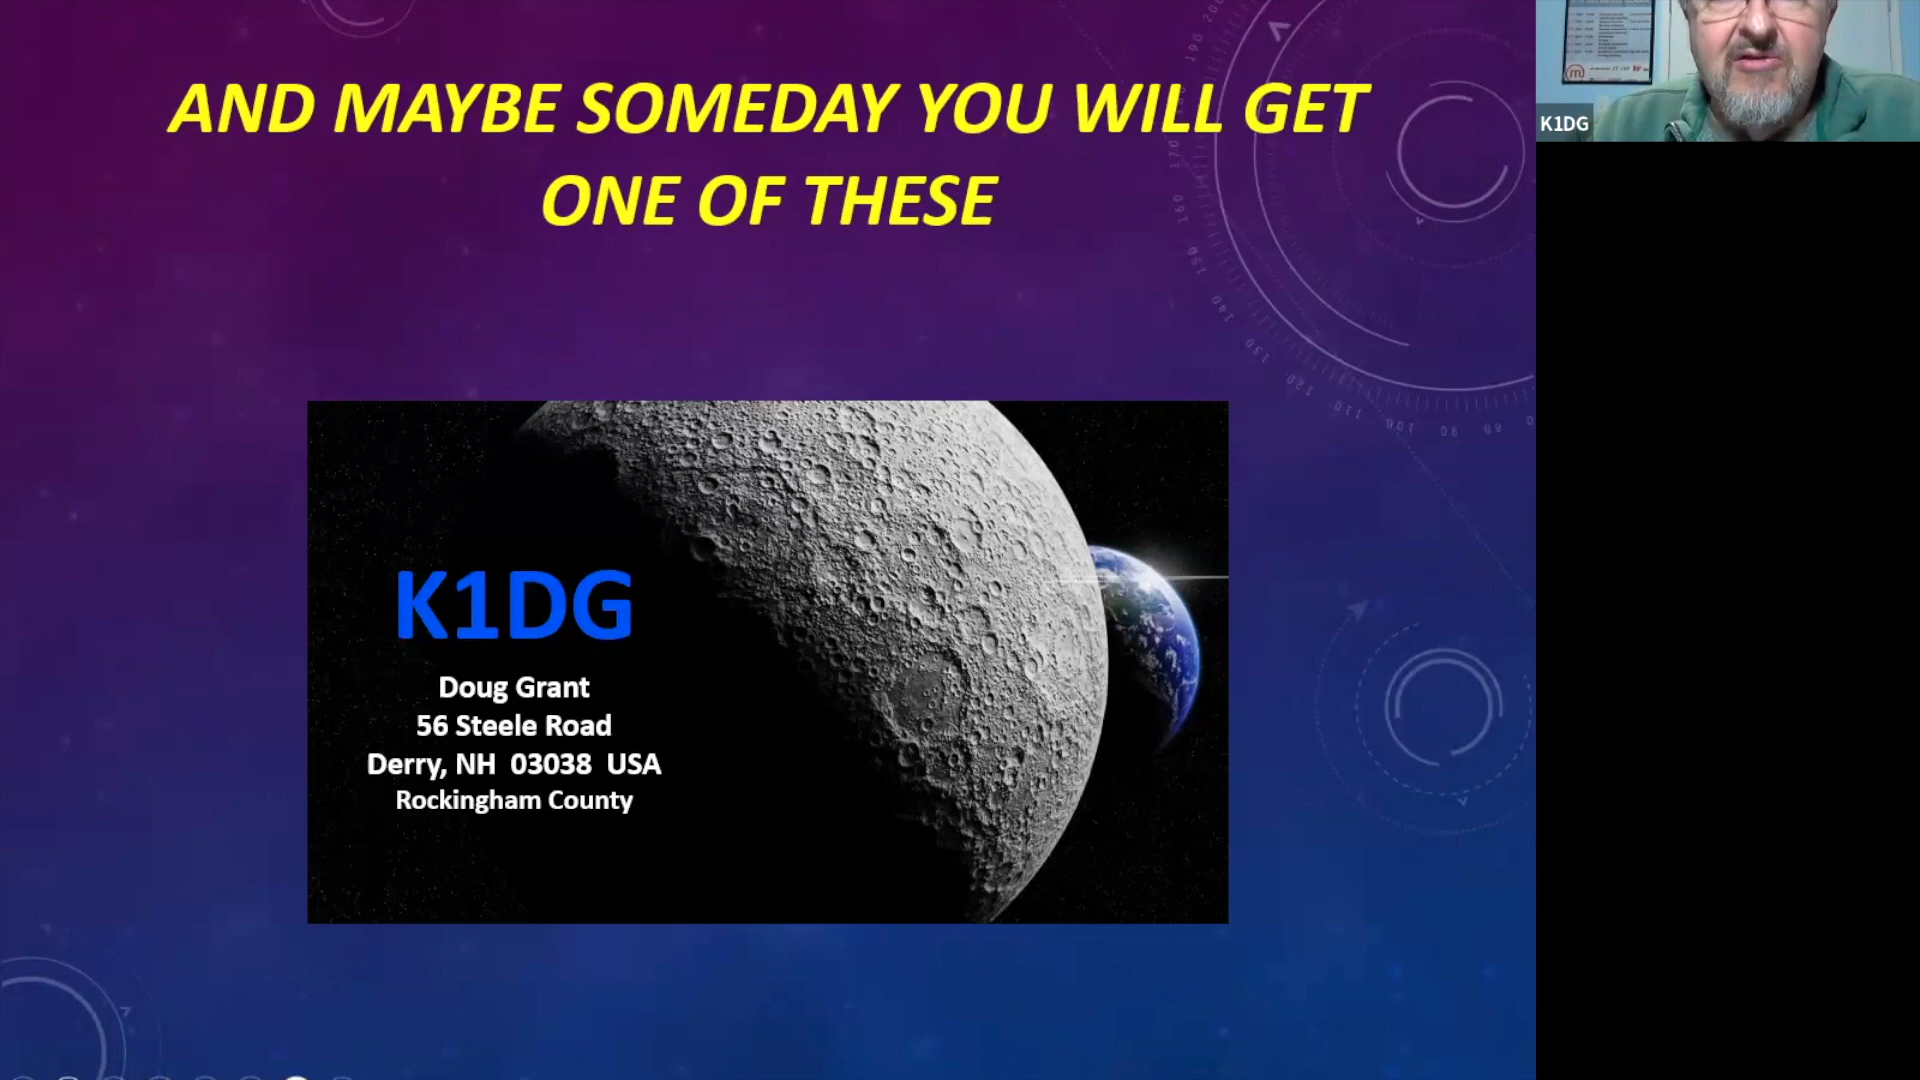 AND MAYBE SOMEDAY YOU WILL GET
ONE OF THESE
K1DG
Doug Grant
56 Steele Road
Derry, NH 03038 USA
Rockingham County
K1DG